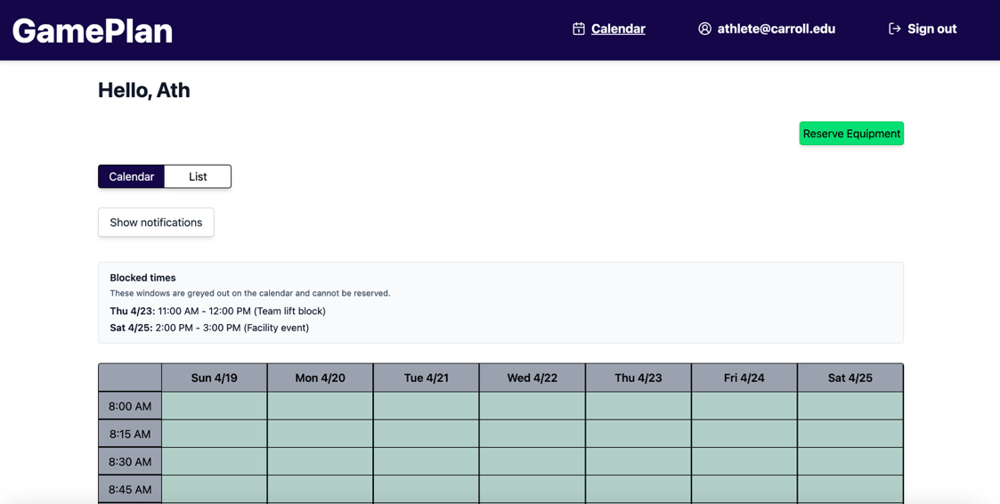 GamePlan
Calendar
athlete@carroll.edu
Sign out
Hello, Ath
Reserve Equipment
Calendar
List
Show notifications
Blocked times
These windows are greyed out on the calendar and cannot be reserved.
Thu 4/23: 11:00 AM - 12:00 PM (Team lift block)
Sat 4/25: 2:00 PM - 3:00 PM (Facility event)
Sun 4/19 Mon 4/20 Tue 4/21 Wed 4/22 Thu 4/23 Fri 4/24 Sat 4/25
8:00 AM
8:15 AM
8:30 AM
8:45 AM